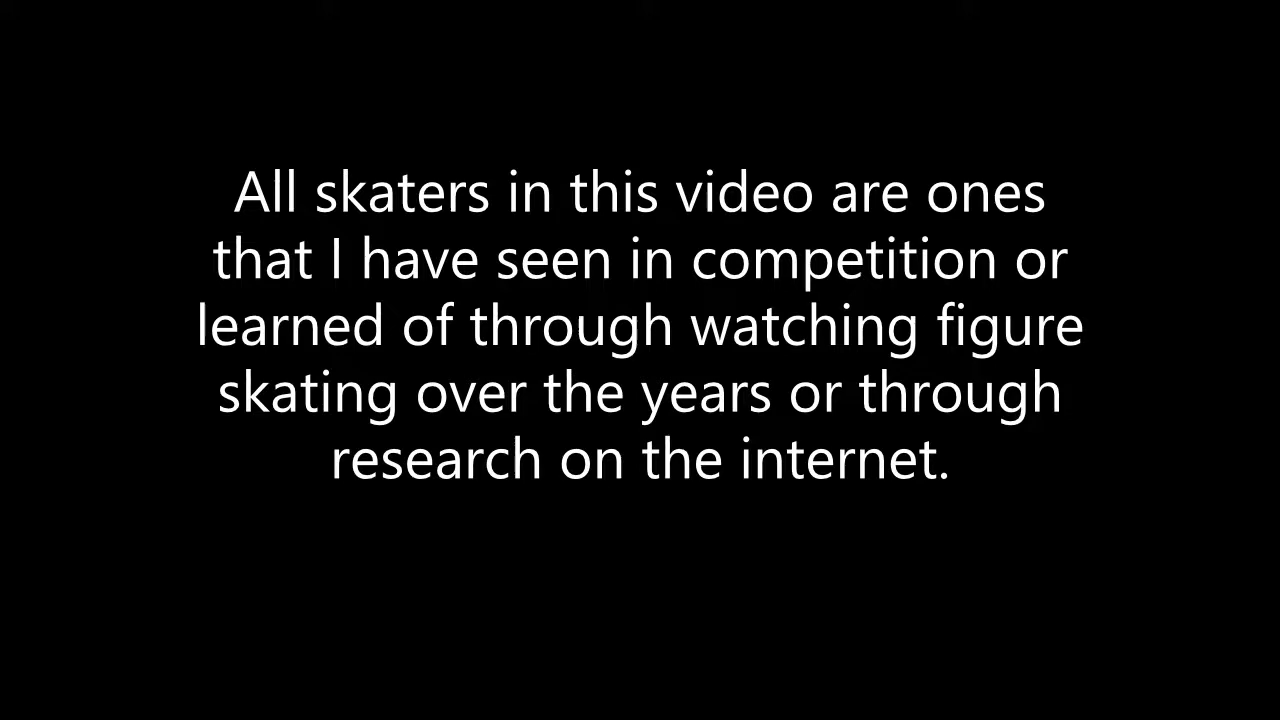 All skaters in this video are ones
that I have seen in competition or
learned of through watching figure
skating over the years or through
research on the internet.